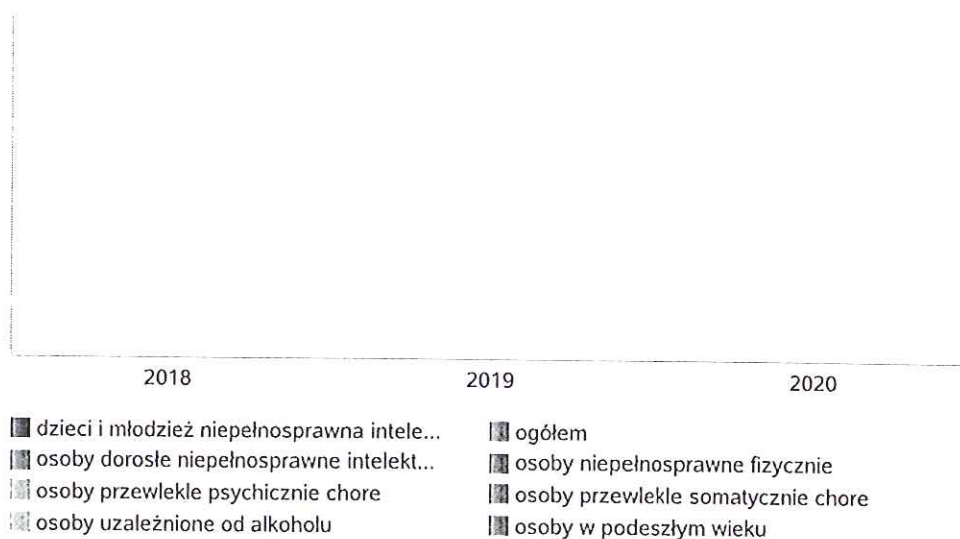 2018 2019 2020
dzieci i młodzież niepełnosprawna intele... ogółem
osoby dorosłe niepełnosprawne intelekt... osoby niepełnosprawne fizycznie
osoby przewlekle psychicznie chore osoby przewlekle somatycznie chore
osoby uzależnione od alkoholu osoby w podeszłym wieku